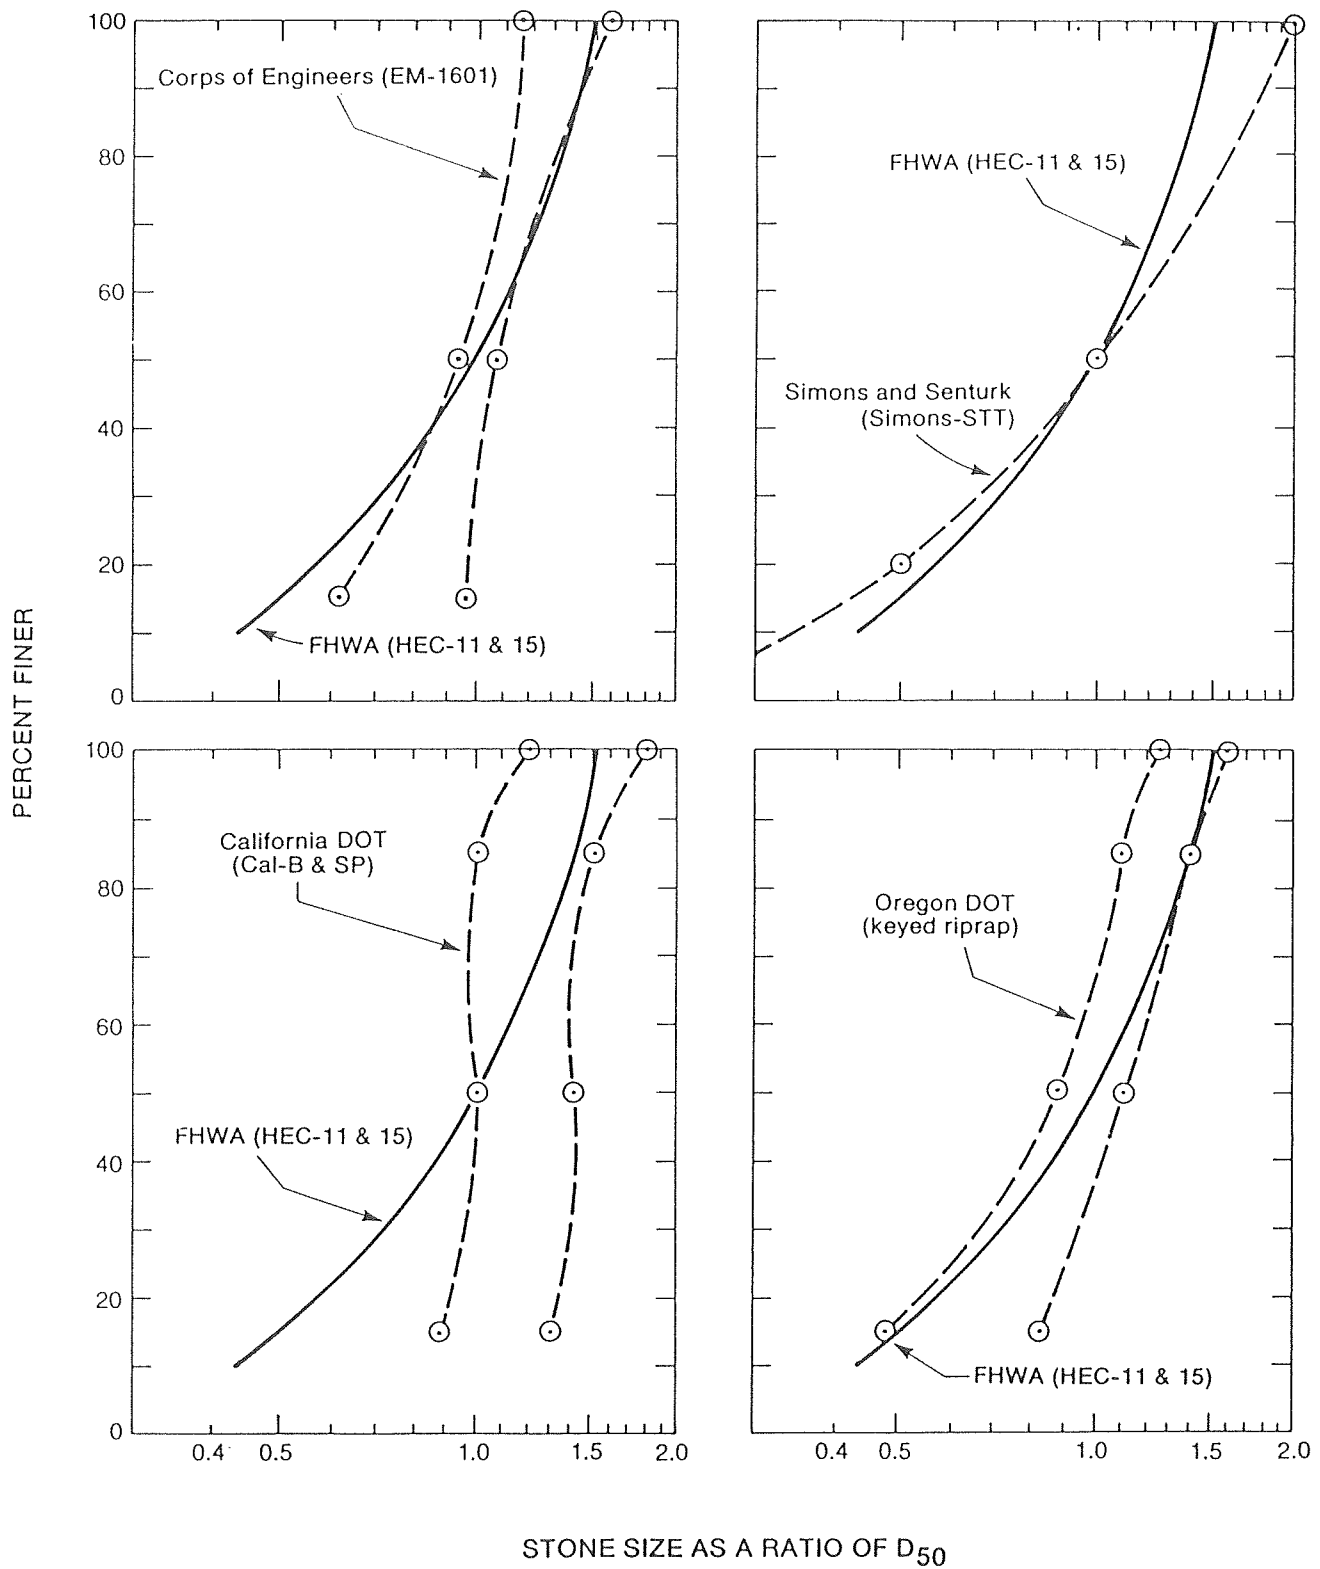 PERCENT FINER
100
80
60
40
20
0
Corps of Engineers (EM-1601)
FHWA (HEC-11 & 15)
FHWA (HEC-11 & 15)
Simons and Senturk
(Simons-STT)
100
80
60
40
20
0
California DOT
(Cal-B & SP)
FHWA (HEC-11 & 15)
0.4 0.5 1.0 1.5 2.0
Oregon DOT
(keyed riprap)
FHWA (HEC-11 & 15)
0.4 0.5 1.0 1.5 2.0
STONE SIZE AS A RATIO OF D50